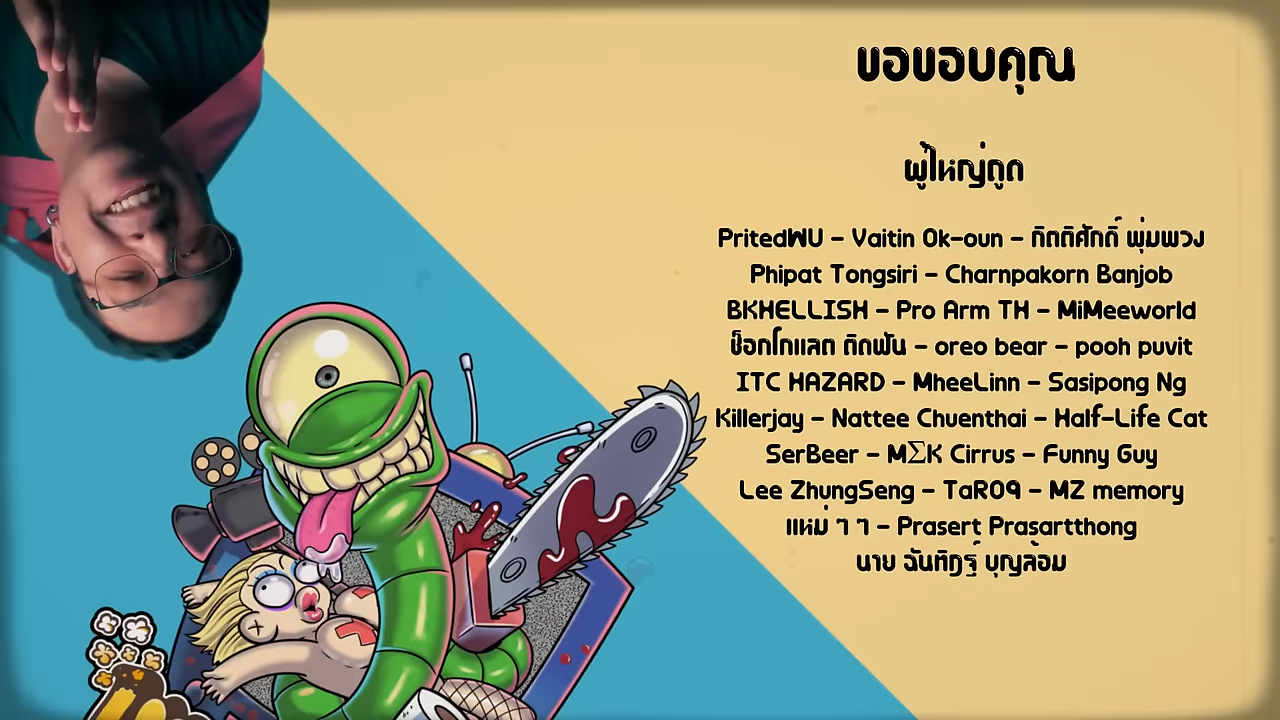 ขอขอบคุณ
ผู้ใหญ่ถูด
PritedWU - Vaitin Ok-oun - กิตติศักดิ์ พุ่มพวง
Phipat Tongsiri - Charnpakorn Banjob
BKHELLISH - Pro Arm TH - MiMeeworld
ช็อกโกแลต ติดฟัน - oreo bear - pooh puvit
ITC HAZARD - MheeLinn - Sasipong Ng
Killerjay - Nattee Chuenthai - Half-Life Cat
SerBeer - MΣK Cirrus - Funny Guy
Lee ZhungSeng - TaRO9 - MZ memory
แหม่ ๆ ๆ - Prasert Prasartthong
นาย ฉันทิฏฐ์ บุญล้อม